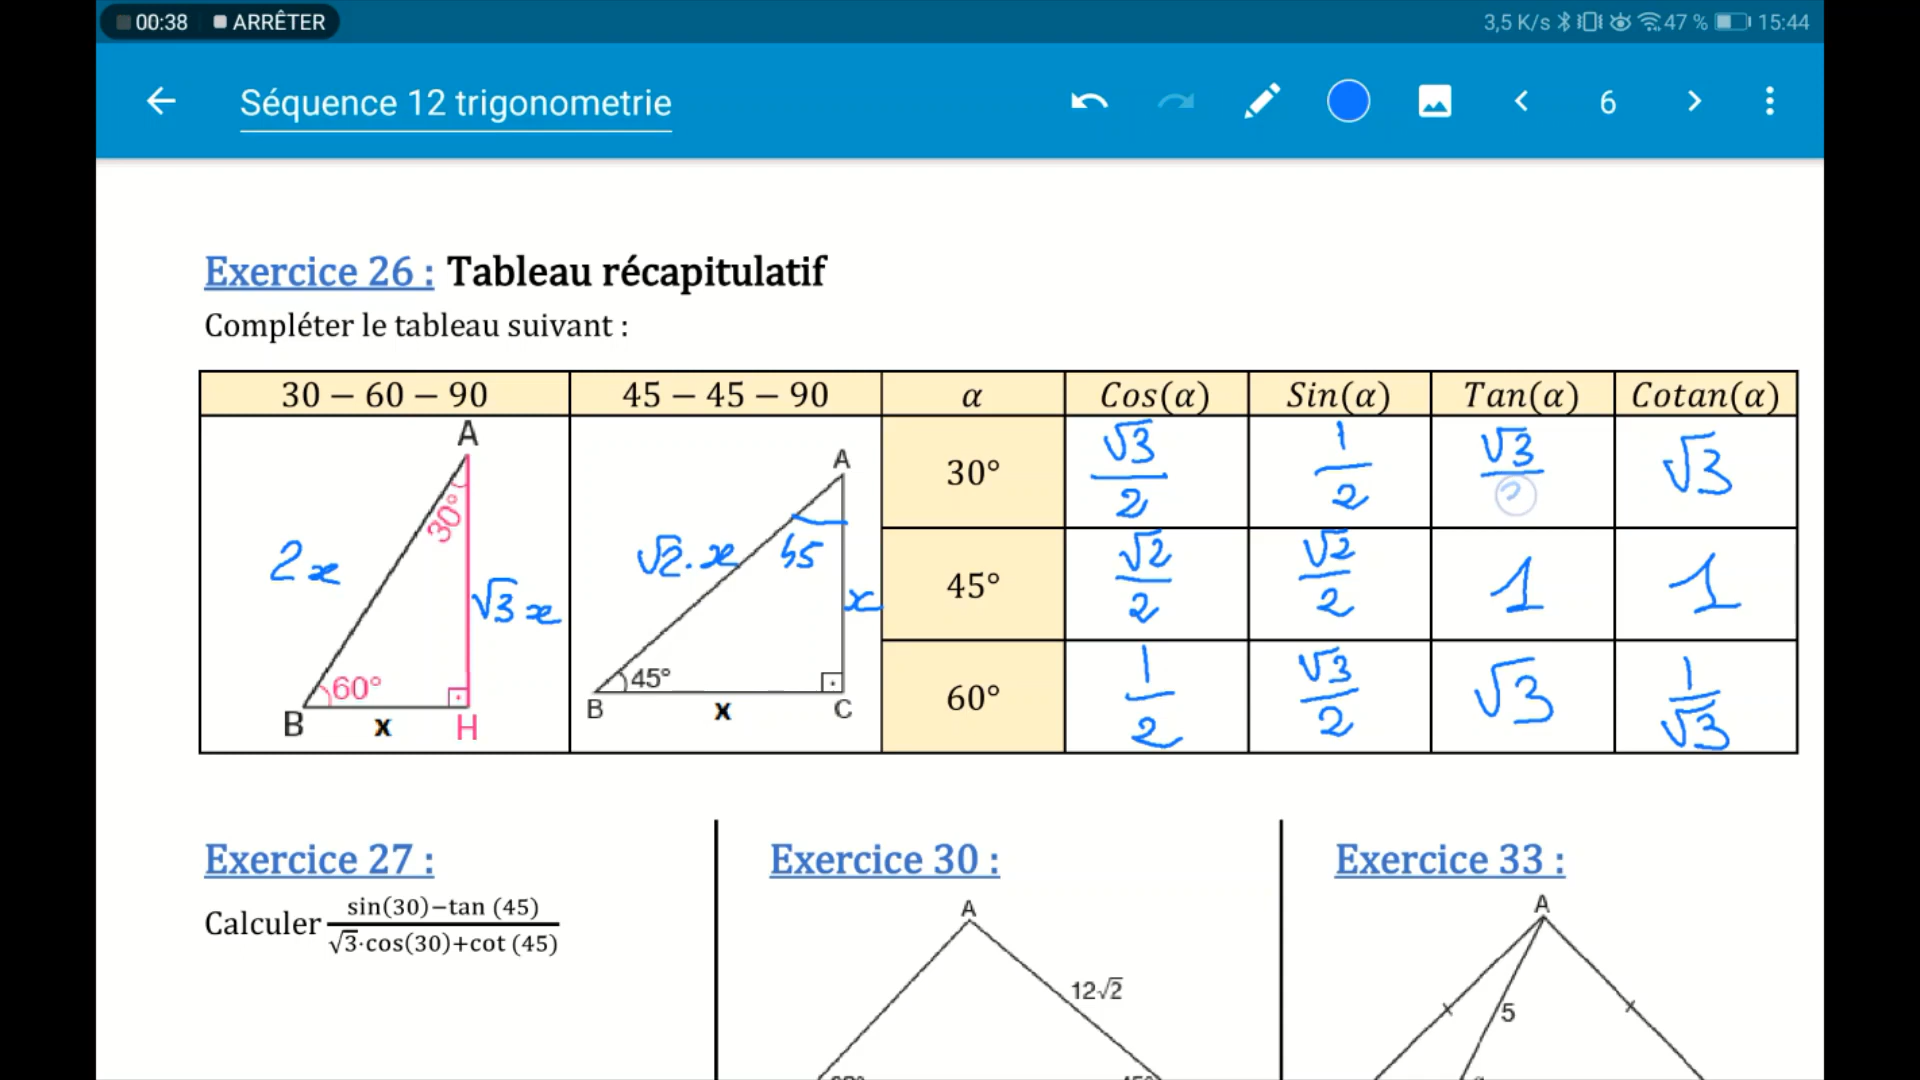 00:38 ARRÊTER 3,5 K/s 47 % 15:44
Séquence 12 trigonometrie 6
Exercice 26 : Tableau récapitulatif
Compléter le tableau suivant :
30 − 60 − 90 45 − 45 − 90 α Cos(α) Sin(α) Tan(α) Cotan(α)
A 30° 2x √3x 60° B x H
A √2.x 45 x 45° B x C
30° √3/2 1/2 √3/ √3
45° √2/2 √2/2 1 1
60° 1/2 √3/2 √3 1/√3
Exercice 27 :
Calculer sin(30)−tan (45)/√3·cos(30)+cot (45)
Exercice 30 :
A
12√2
Exercice 33 :
A
5